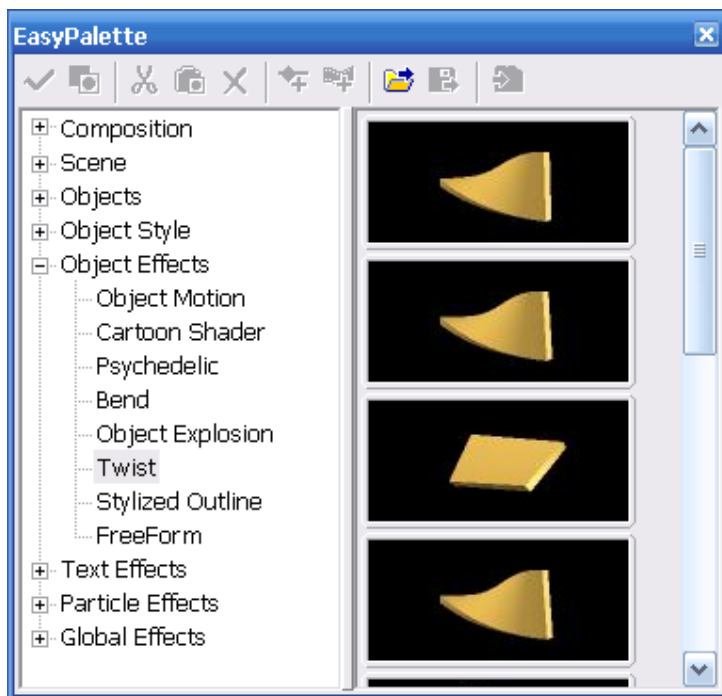 EasyPalette
Composition
Scene
Objects
Object Style
Object Effects
Object Motion
Cartoon Shader
Psychedelic
Bend
Object Explosion
Twist
Stylized Outline
FreeForm
Text Effects
Particle Effects
Global Effects